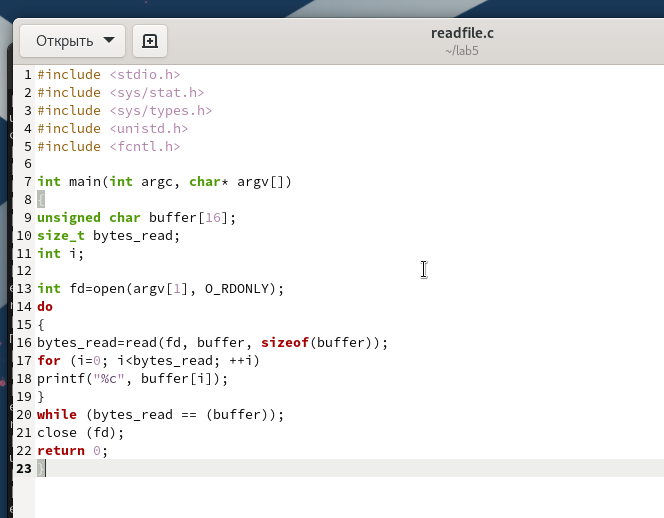 Открыть
readfile.c
~/lab5
1 #include <stdio.h>
2 #include <sys/stat.h>
3 #include <sys/types.h>
4 #include <unistd.h>
5 #include <fcntl.h>
6
7 int main(int argc, char* argv[])
8 {
9 unsigned char buffer[16];
10 size_t bytes_read;
11 int i;
12
13 int fd=open(argv[1], O_RDONLY);
14 do
15 {
16 bytes_read=read(fd, buffer, sizeof(buffer));
17 for (i=0; i<bytes_read; ++i)
18 printf("%c", buffer[i]);
19 }
20 while (bytes_read == (buffer));
21 close (fd);
22 return 0;
23 }